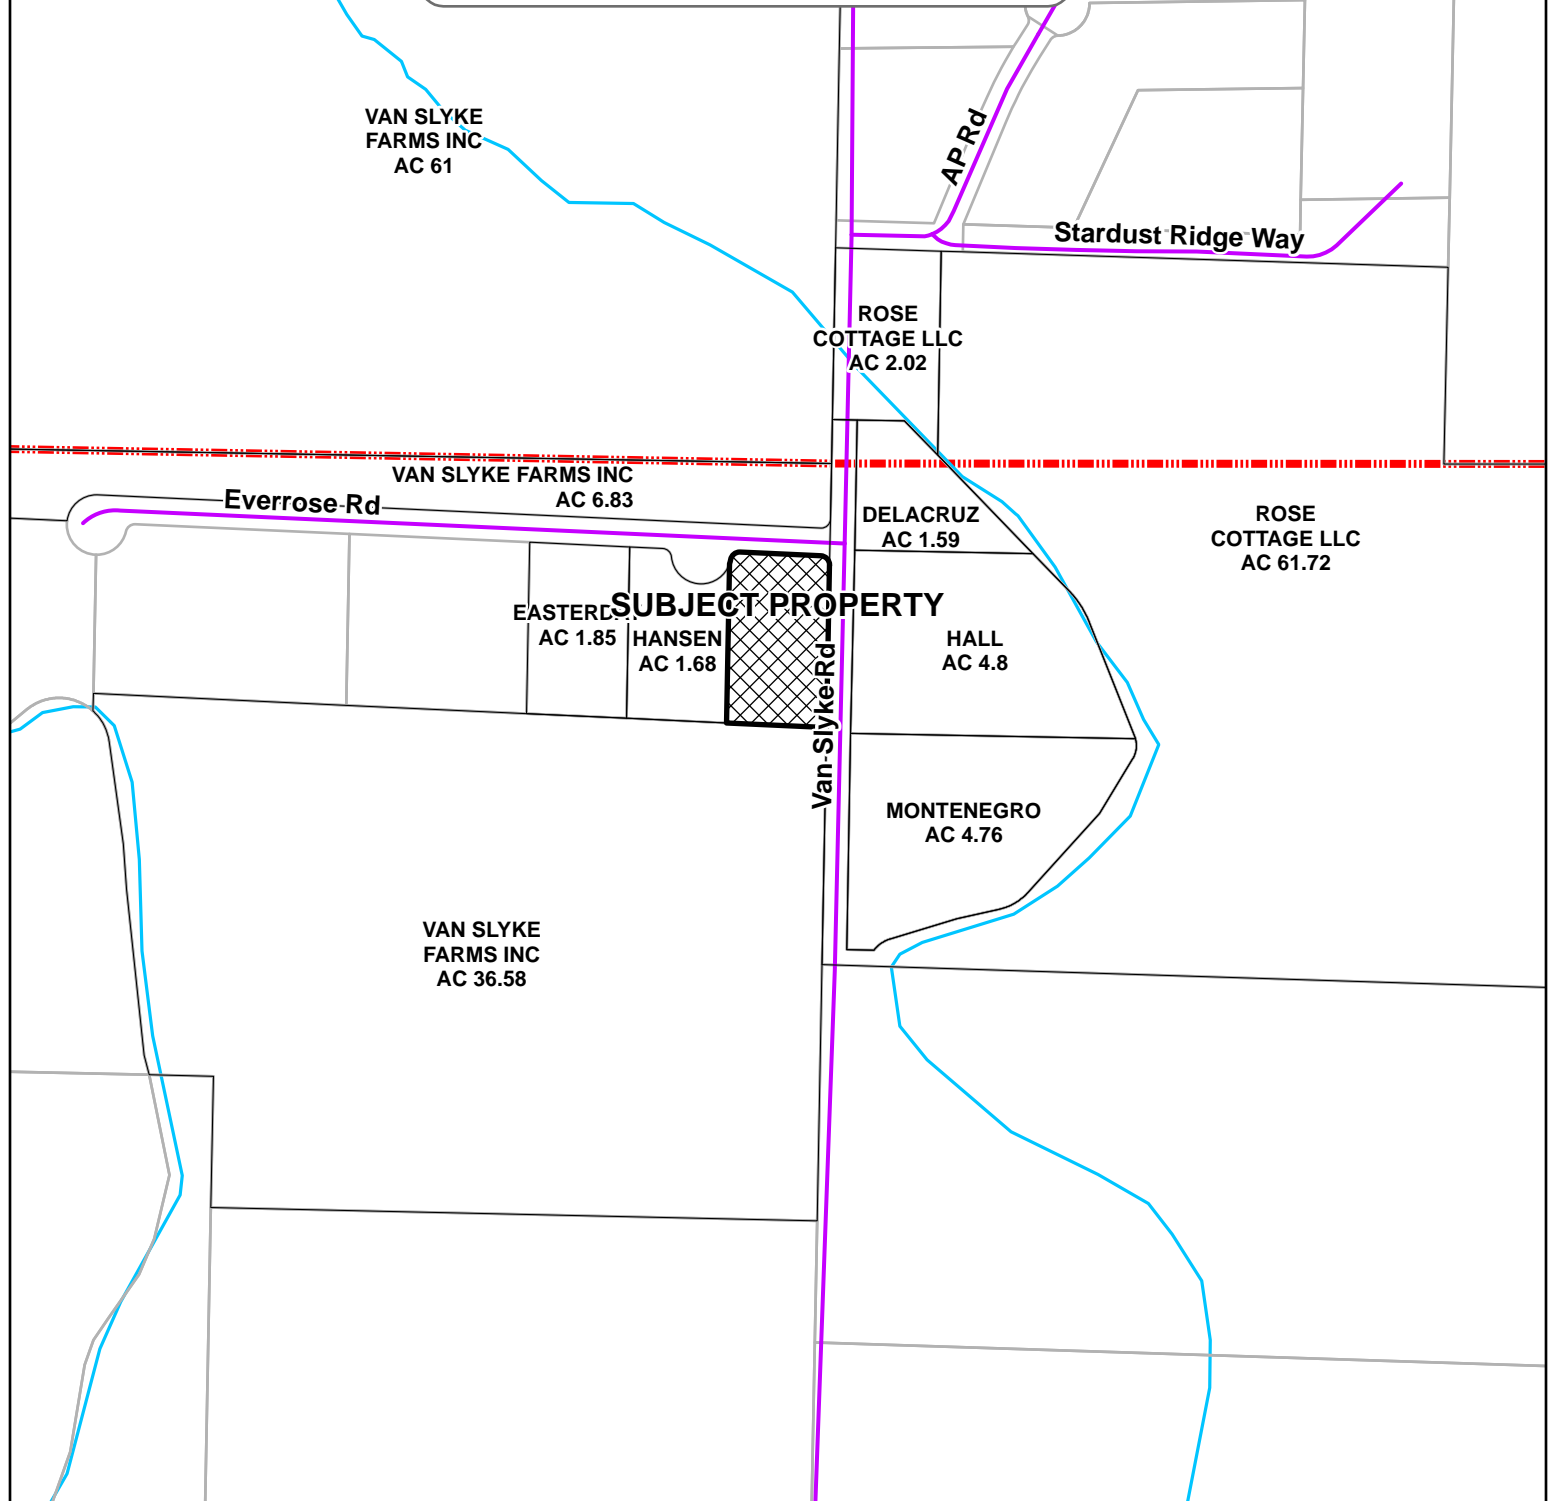 VAN SLYKE
FARMS INC
AC 61
AP Rd
Stardust Ridge Way
ROSE
COTTAGE LLC
AC 2.02
VAN SLYKE FARMS INC
AC 6.83
Everrose Rd
DELACRUZ
AC 1.59
ROSE
COTTAGE LLC
AC 61.72
SUBJECT PROPERTY
AC 1.85
HANSEN
AC 1.68
HALL
AC 4.8
Van Slyke Rd
MONTENEGRO
AC 4.76
VAN SLYKE
FARMS INC
AC 36.58